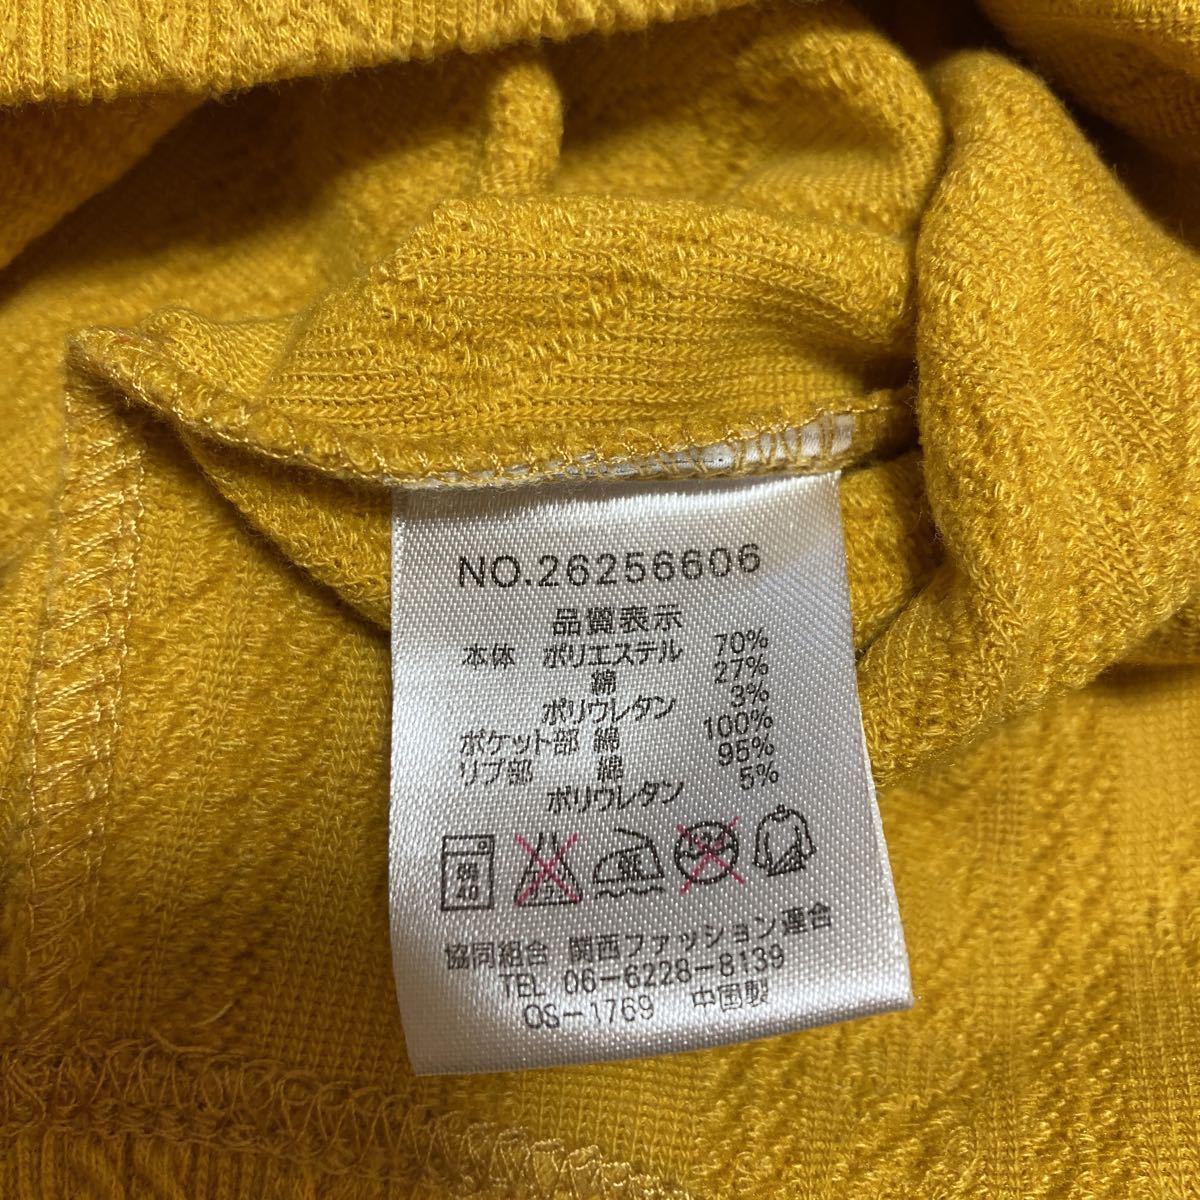 NO.26256606
品質表示
本体 ポリエステル 70%
綿 27%
ポリウレタン 3%
ポケット部 綿 100%
リブ部 綿 95%
ポリウレタン 5%
40
協同組合 関西ファッション連合
TEL 06-6228-8139
OS-1769 中国製